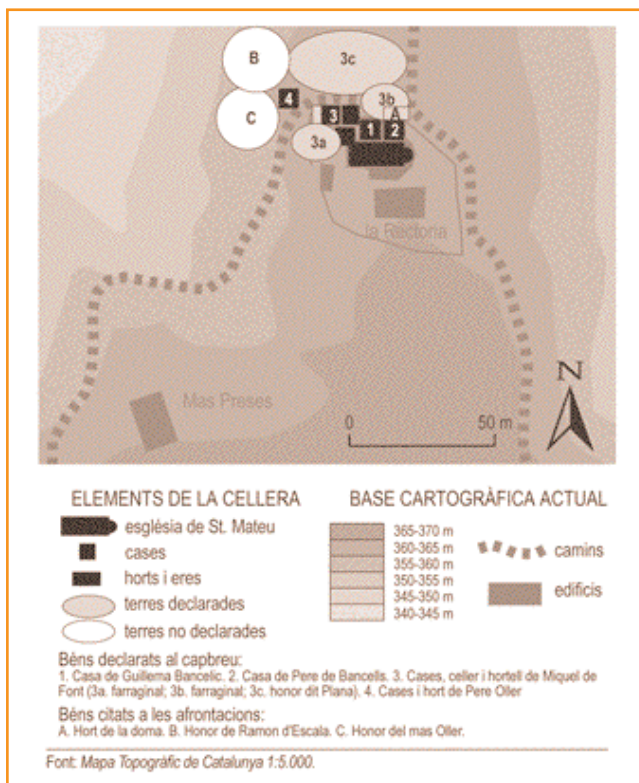 B
3c
4
3b
C
3
A
3a
1
2
la Rectoria
N
Mas Preses
0
50 m
ELEMENTS DE LA CELLERA
església de St. Mateu
cases
horts i eres
terres declarades
terres no declarades
BASE CARTOGRÀFICA ACTUAL
365-370 m
360-365 m
355-360 m
350-355 m
345-350 m
340-345 m
camins
edificis
Béns declarats al capbreu:
1. Casa de Guillema Bancelic. 2. Casa de Pere de Bancells. 3. Cases, celler i hortell de Miquel de
Font (3a. farraginal; 3b. farraginal; 3c. honor dit Plana). 4. Cases i hort de Pere Oller
Béns citats a les afrontacions:
A. Hort de la doma. B. Honor de Ramon d'Escala. C. Honor del mas Oller.
Font: Mapa Topogràfic de Catalunya 1:5.000.